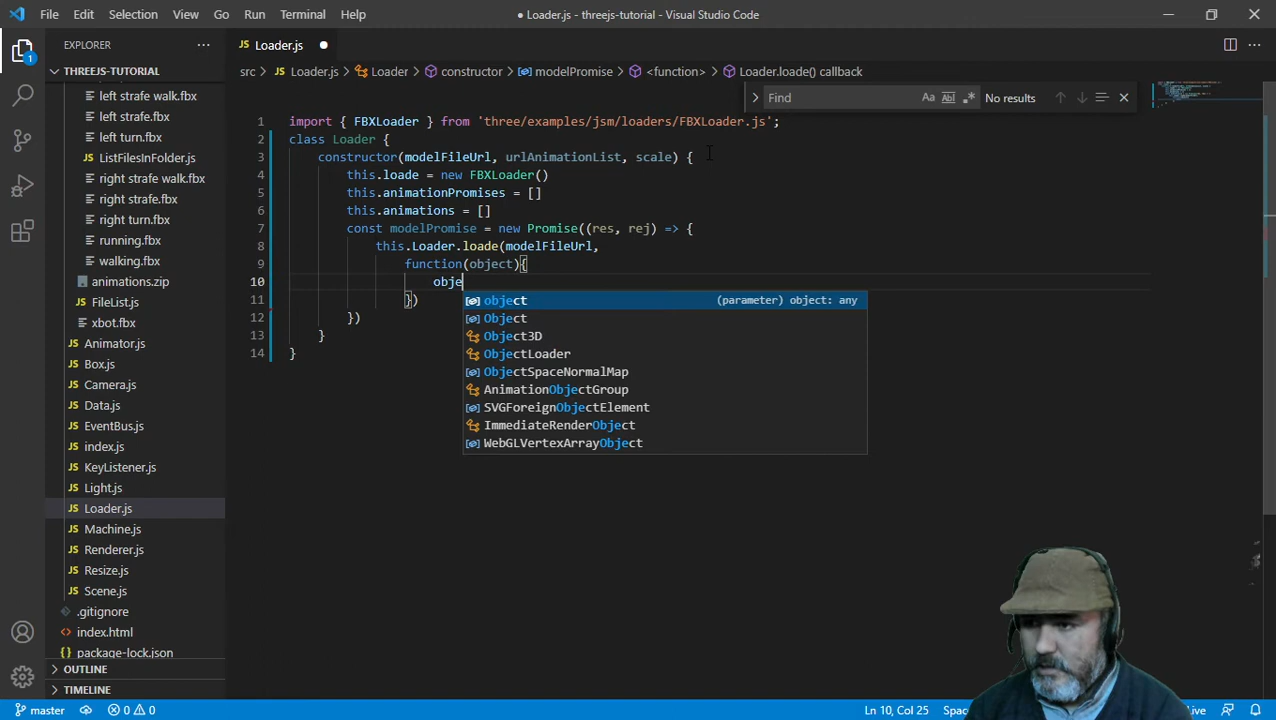 File Edit Selection View Go Run Terminal Help
● Loader.js - threejs-tutorial - Visual Studio Code
EXPLORER
THREEJS-TUTORIAL
left strafe walk.fbx
left strafe.fbx
left turn.fbx
JS ListFilesInFolder.js
right strafe walk.fbx
right strafe.fbx
right turn.fbx
running.fbx
walking.fbx
animations.zip
JS FileList.js
xbot.fbx
JS Animator.js
JS Box.js
JS Camera.js
JS Data.js
JS EventBus.js
JS index.js
JS KeyListener.js
JS Light.js
JS Loader.js
JS Machine.js
JS Renderer.js
JS Resize.js
JS Scene.js
.gitignore
index.html
package-lock.json
OUTLINE
TIMELINE
1
JS Loader.js ●
src > JS Loader.js > Loader > constructor > modelPromise > <function> > Loader.loade() callback
Find Aa Abl .* No results
1 import { FBXLoader } from 'three/examples/jsm/loaders/FBXLoader.js';
2 class Loader {
3 constructor(modelFileUrl, urlAnimationList, scale) {
4 this.loade = new FBXLoader()
5 this.animationPromises = []
6 this.animations = []
7 const modelPromise = new Promise((res, rej) => {
8 this.Loader.loade(modelFileUrl,
9 function(object){
10 obje
11 })
12 })
13 }
14 }
object (parameter) object: any
Object
Object3D
ObjectLoader
ObjectSpaceNormalMap
AnimationObjectGroup
SVGForeignObjectElement
ImmediateRenderObject
WebGLVertexArrayObject
master 0 0 Ln 10, Col 25